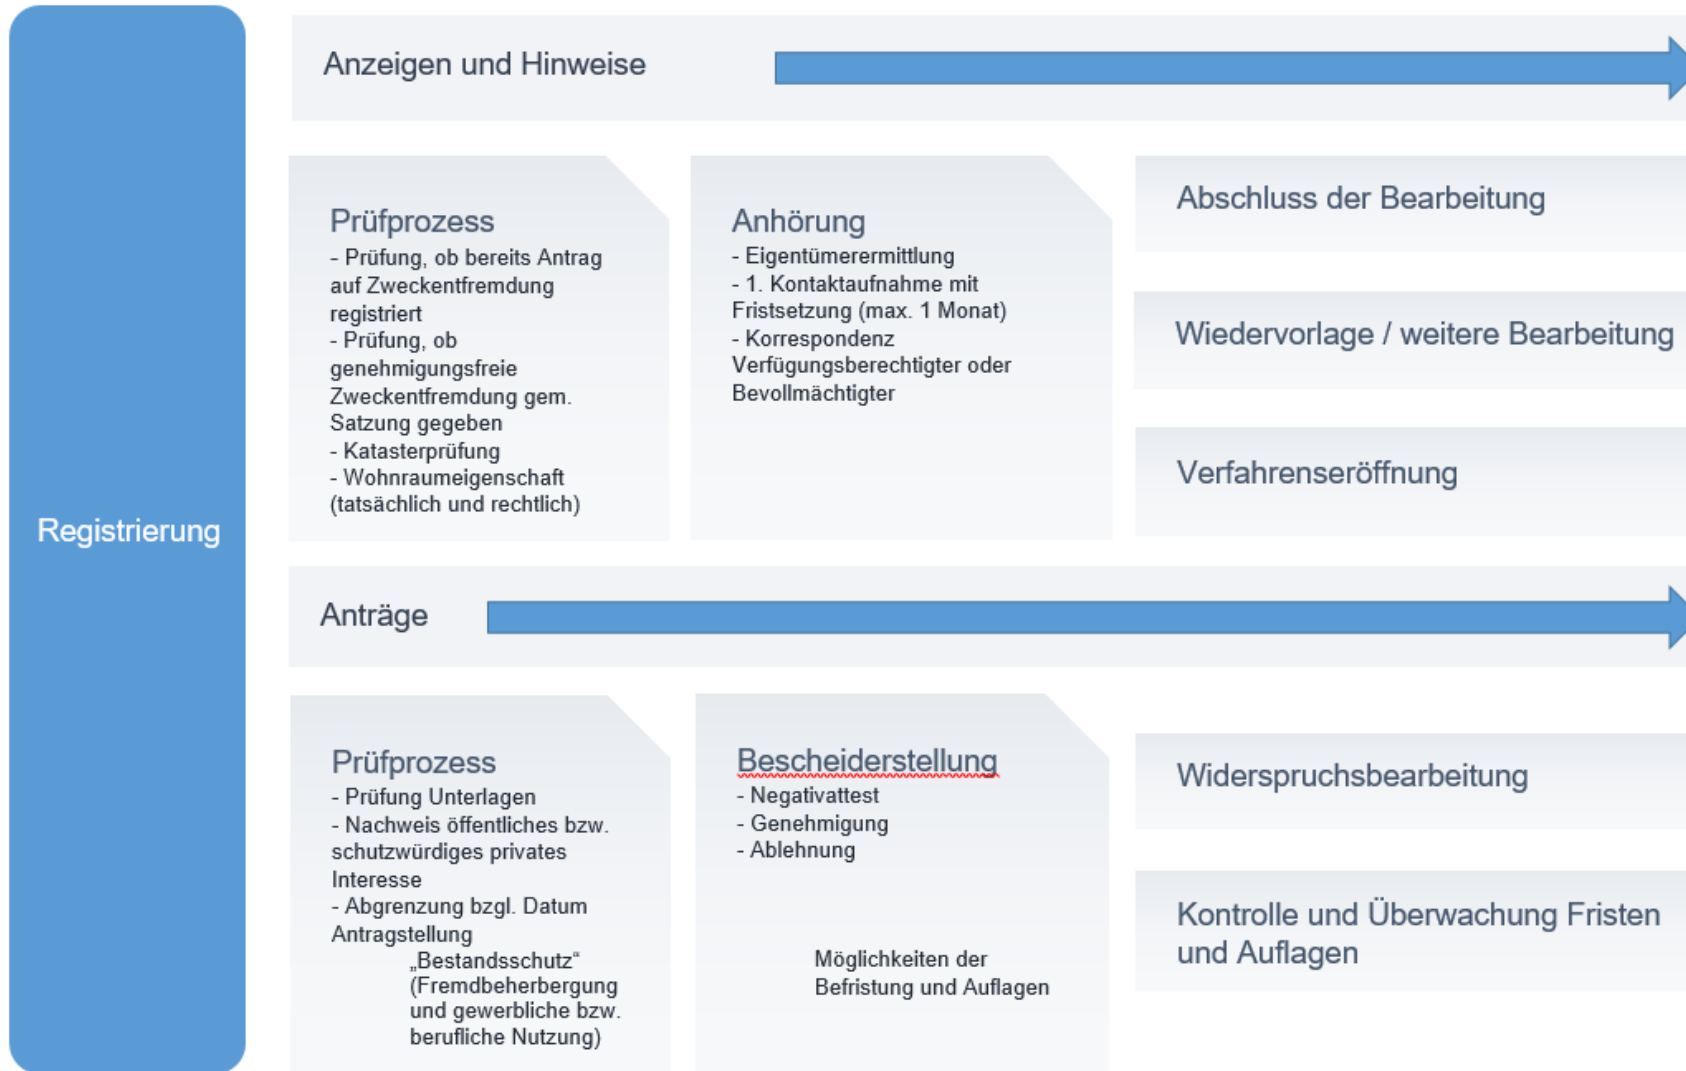 Registrierung
Anzeigen und Hinweise
Prüfprozess
- Prüfung, ob bereits Antrag
auf Zweckentfremdung
registriert
- Prüfung, ob
genehmigungsfreie
Zweckentfremdung gem.
Satzung gegeben
- Katasterprüfung
- Wohnraumeigenschaft
(tatsächlich und rechtlich)
Anhörung
- Eigentümerermittlung
- 1. Kontaktaufnahme mit
Fristsetzung (max. 1 Monat)
- Korrespondenz
Verfügungsberechtigter oder
Bevollmächtigter
Abschluss der Bearbeitung
Wiedervorlage / weitere Bearbeitung
Verfahrenseröffnung
Anträge
Prüfprozess
- Prüfung Unterlagen
- Nachweis öffentliches bzw.
schutzwürdiges privates
Interesse
- Abgrenzung bzgl. Datum
Antragstellung
„Bestandsschutz“
(Fremdbeherbergung
und gewerbliche bzw.
berufliche Nutzung)
Bescheiderstellung
- Negativattest
- Genehmigung
- Ablehnung
Möglichkeiten der
Befristung und Auflagen
Widerspruchsbearbeitung
Kontrolle und Überwachung Fristen
und Auflagen